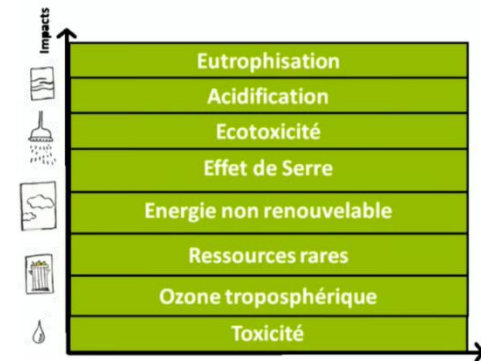 Impacts
Eutrophisation
Acidification
Ecotoxicité
Effet de Serre
Energie non renouvelable
Ressources rares
Ozone troposphérique
Toxicité